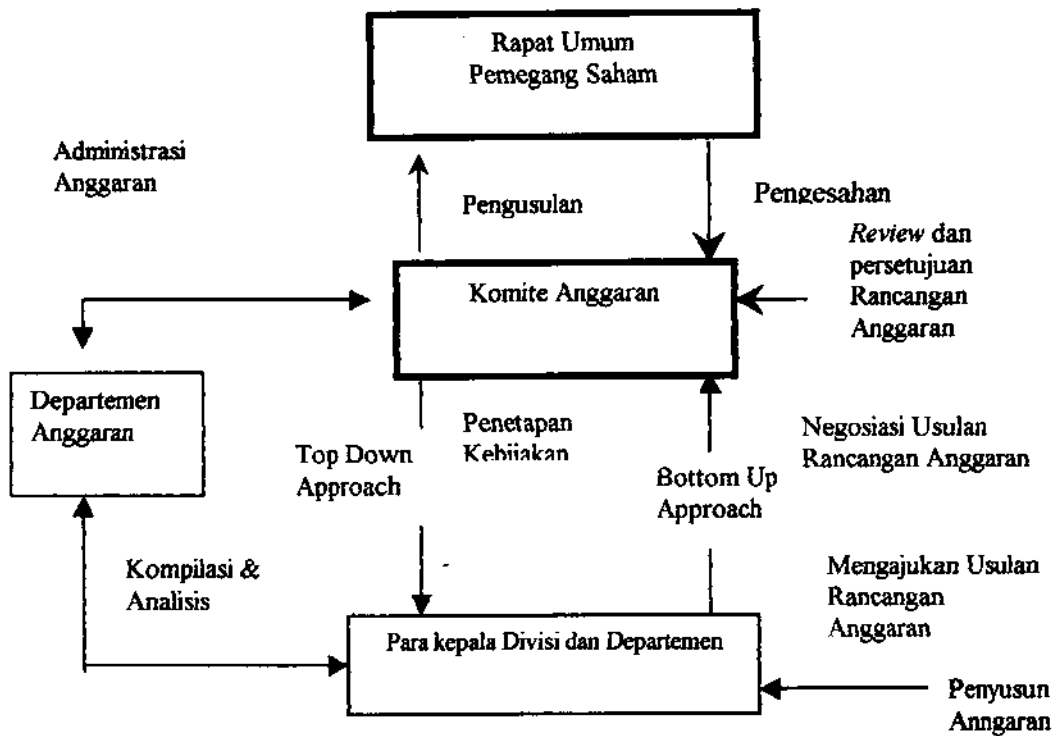 Rapat Umum
Pemegang Saham
Administrasi
Anggaran
Pengusulan
Pengesahan
Review dan
persetujuan
Rancangan
Anggaran
Komite Anggaran
Departemen
Anggaran
Top Down
Approach
Penetapan
Kebijakan
Bottom Up
Approach
Negosiasi Usulan
Rancangan Anggaran
Kompilasi &
Analisis
Mengajukan Usulan
Rancangan
Anggaran
Para kepala Divisi dan Departemen
Penyusun
Anngaran